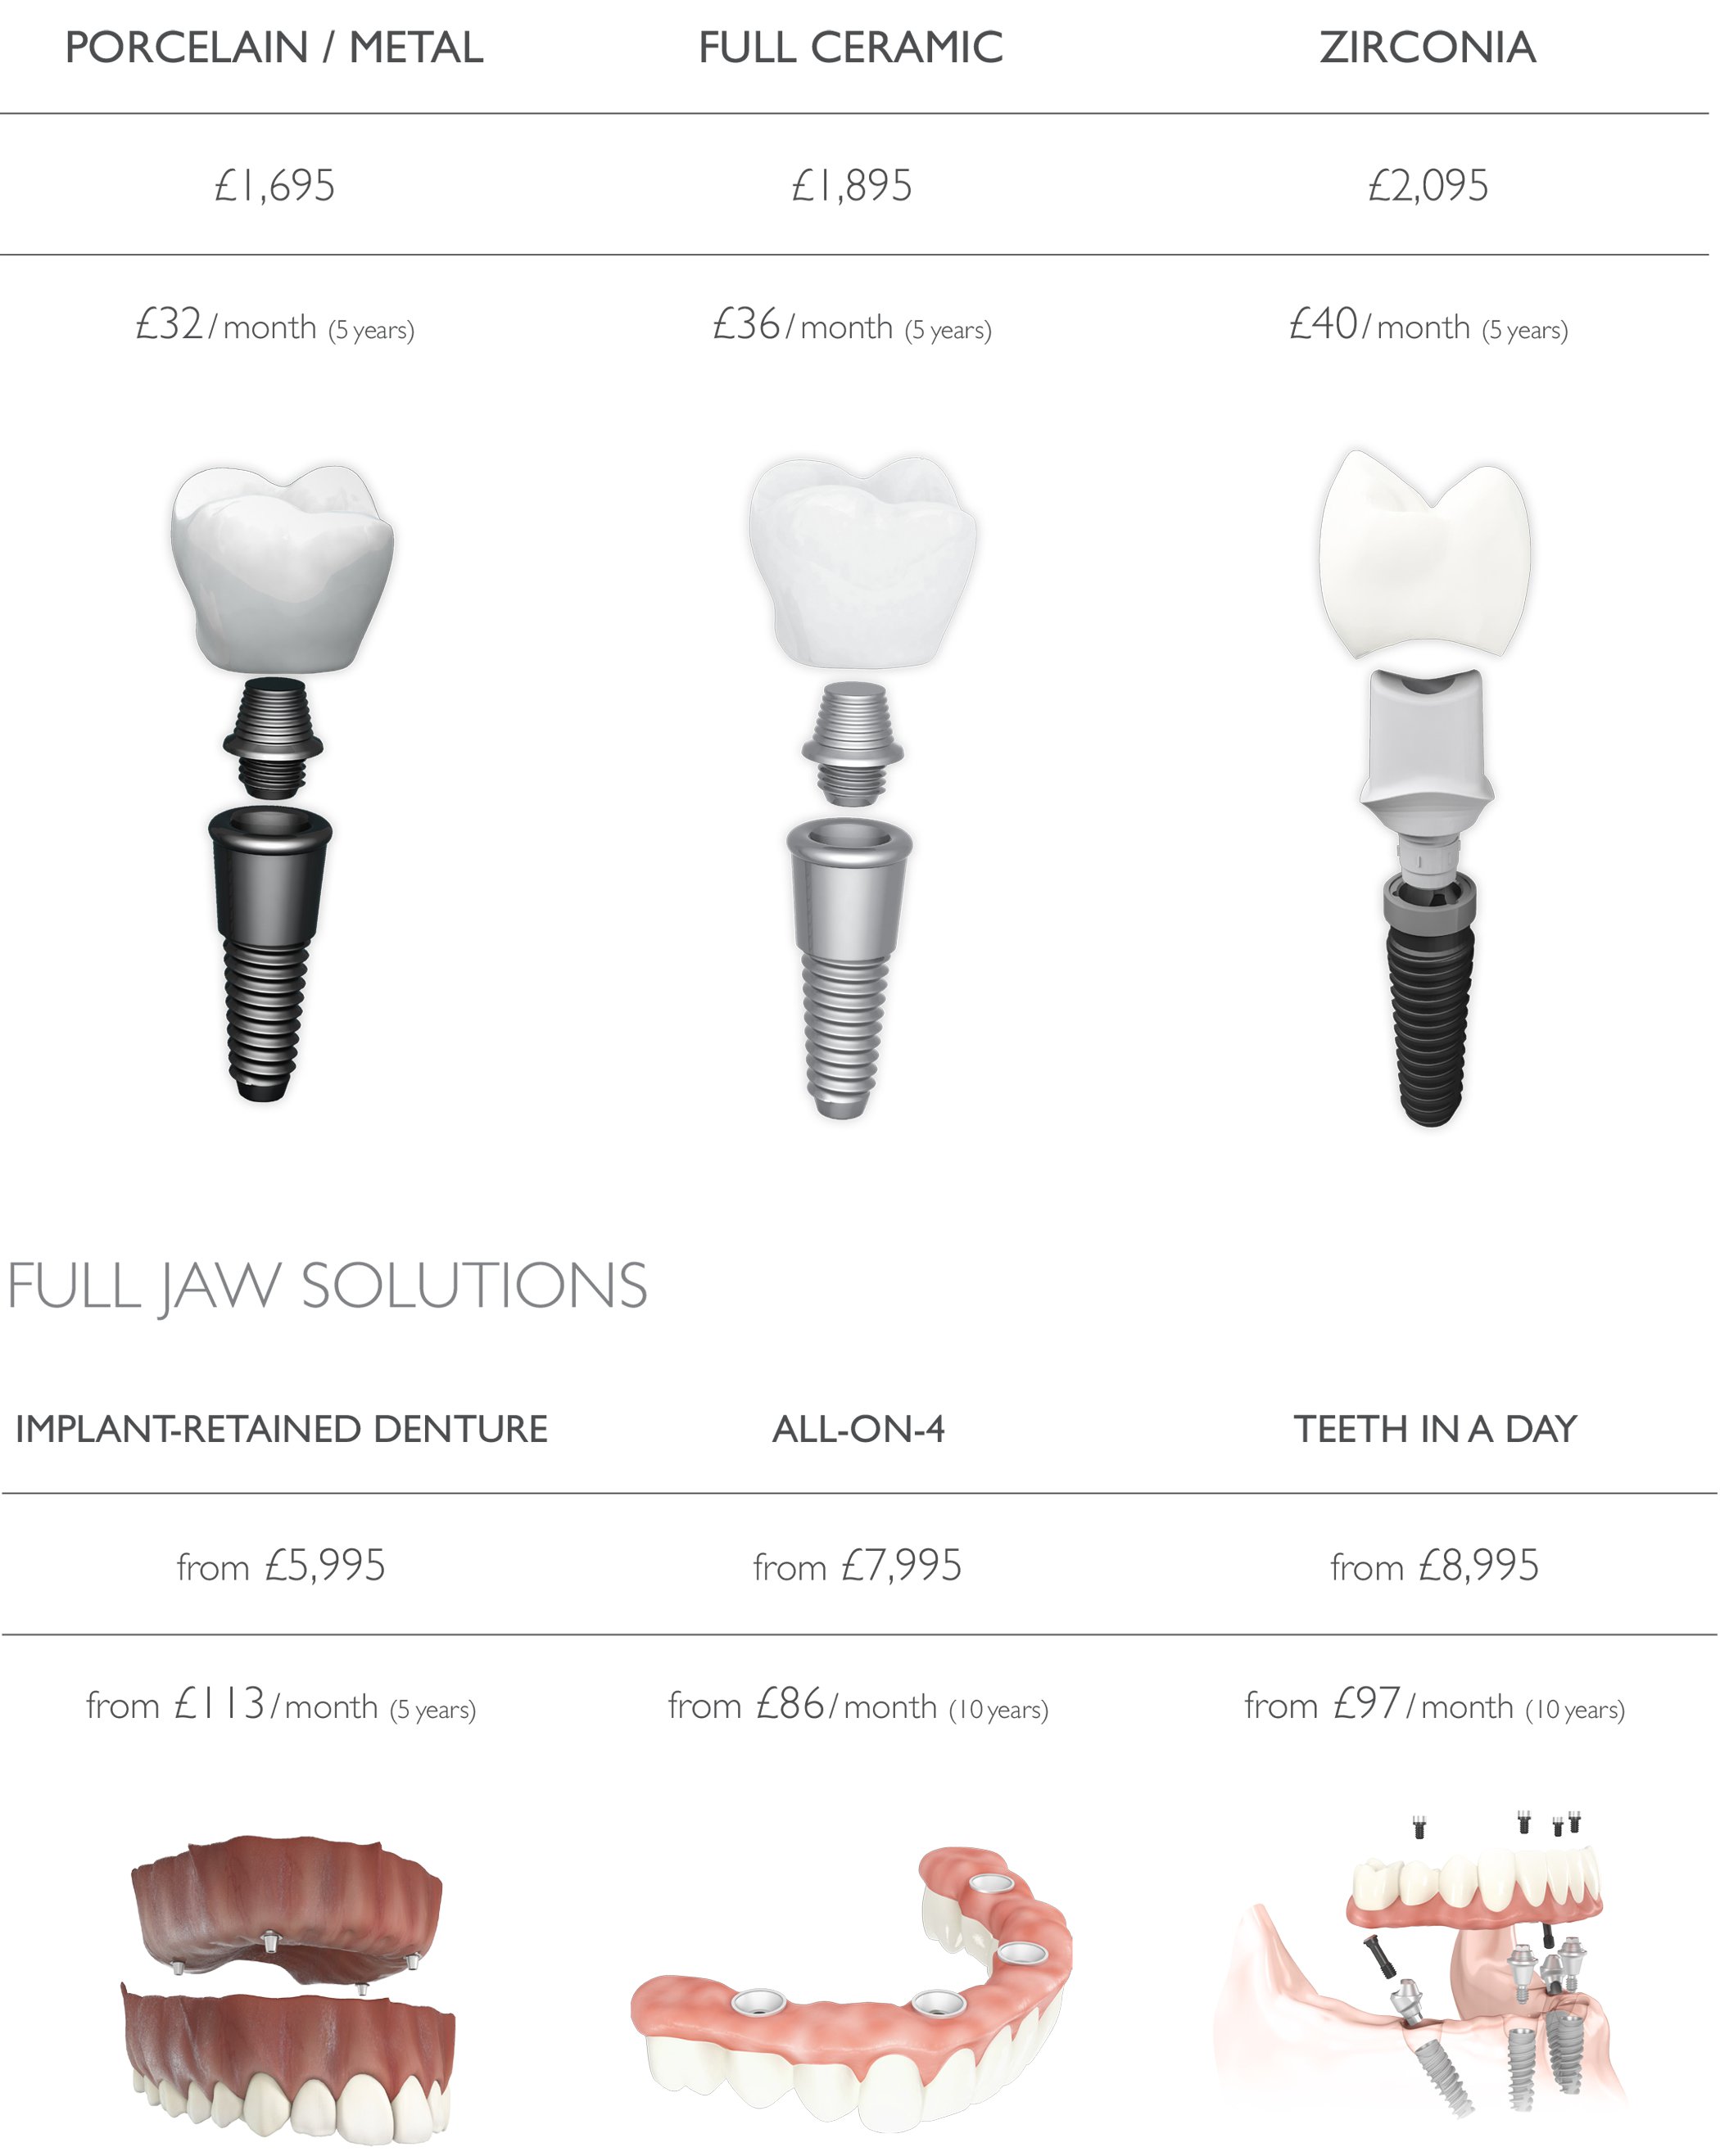 PORCELAIN / METAL FULL CERAMIC ZIRCONIA
£1,695 £1,895 £2,095
£32/month (5 years) £36/month (5 years) £40/month (5 years)
FULL JAW SOLUTIONS
IMPLANT-RETAINED DENTURE ALL-ON-4 TEETH IN A DAY
from £5,995 from £7,995 from £8,995
from £113/month (5 years) from £86/month (10 years) from £97/month (10 years)